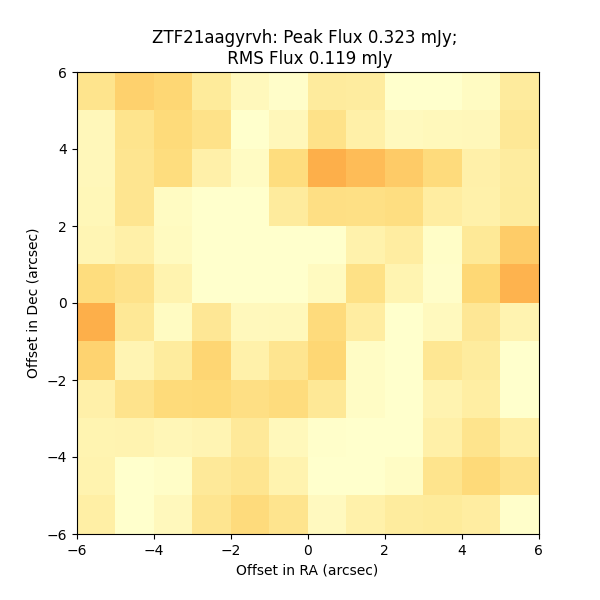 ZTF21aagyrvh: Peak Flux 0.323 mJy;
RMS Flux 0.119 mJy
6
4
2
0
−2
−4
−6
Offset in Dec (arcsec)
−6 −4 −2 0 2 4 6
Offset in RA (arcsec)